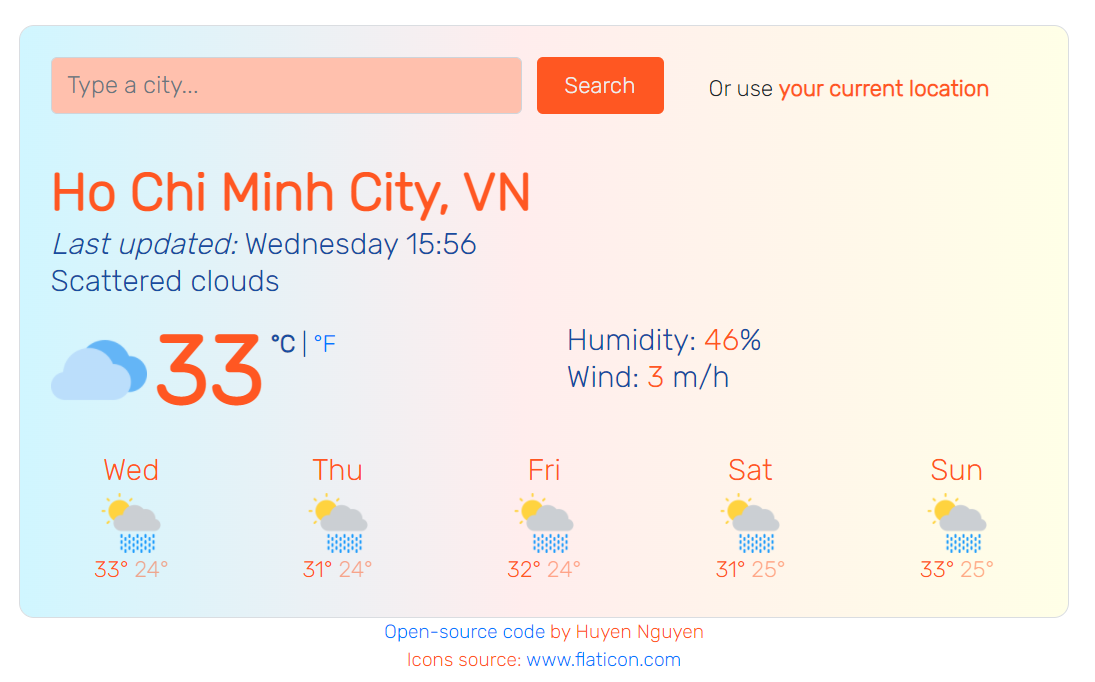 Type a city...
Search
Or use your current location
Ho Chi Minh City, VN
Last updated: Wednesday 15:56
Scattered clouds
33 °C | °F
Humidity: 46%
Wind: 3 m/h
Wed Thu Fri Sat Sun
33° 24° 31° 24° 32° 24° 31° 25° 33° 25°
Open-source code by Huyen Nguyen
Icons source: www.flaticon.com